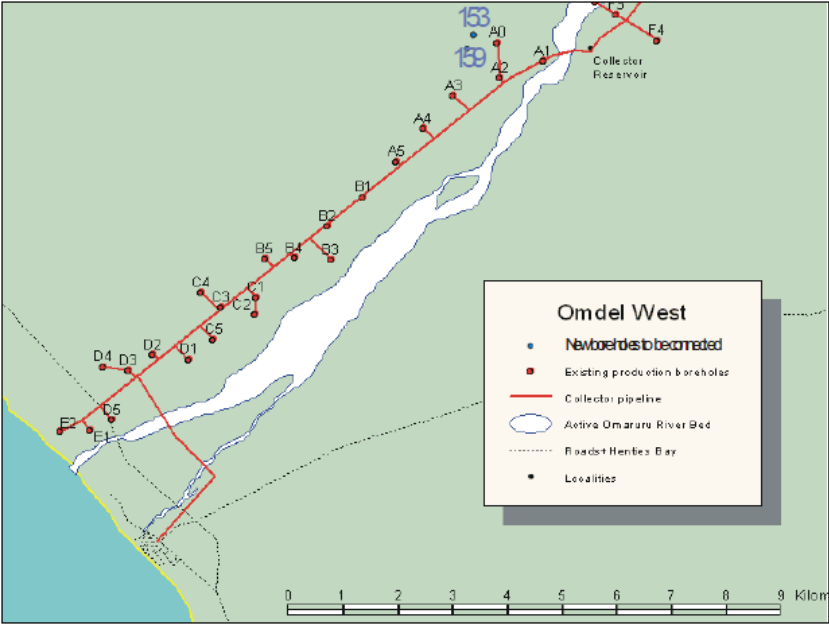 153
159
A0
F3
F4
A1
A2
Collector
Reservoir
A3
A4
A5
B1
B2
B3
B4
B5
C1
C2
C3
C4
C5
D1
D2
D3
D4
D5
E1
E2
Omdel West
New boreholes to be connected
Existing production boreholes
Collector pipeline
Active Omaruru River Bed
Roads+Henties Bay
Localities
0 1 2 3 4 5 6 7 8 9 Kilom